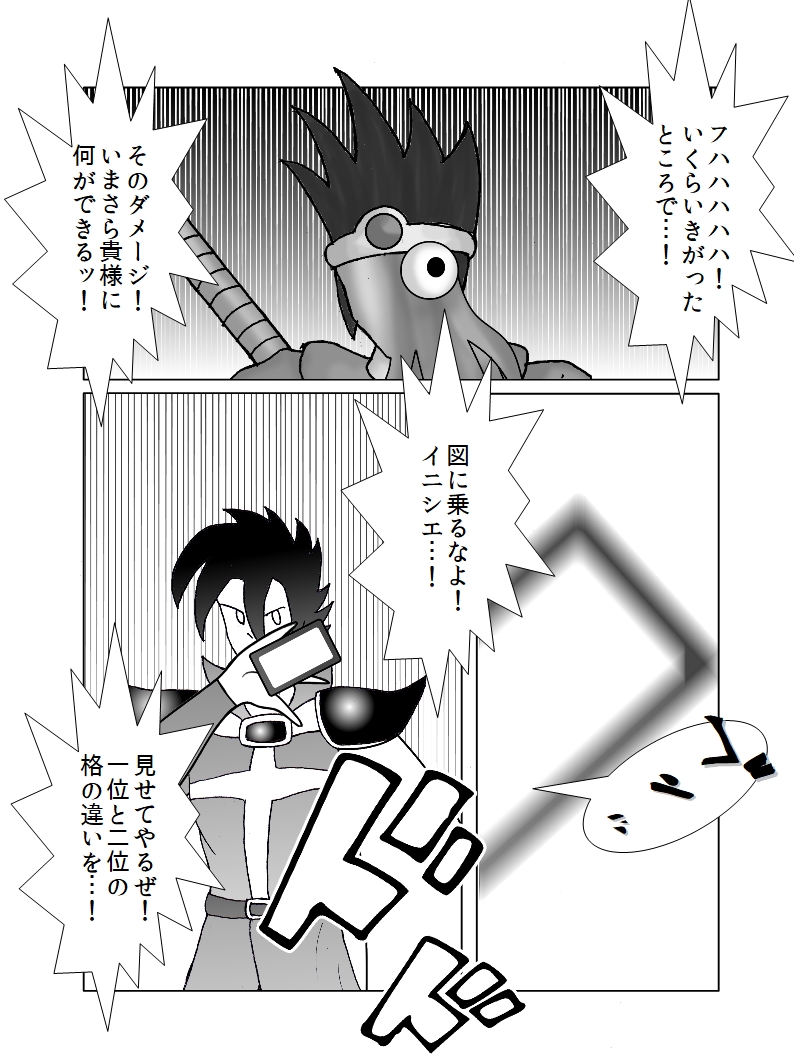 フハハハハハ！
いくらいきがった
ところで…！
そのダメージ！
いまさら貴様に
何ができるッ！
図に乗るなよ！
イニシエ…！
見せてやるぜ！
一位と二位の
格の違いを…！
ド
ド